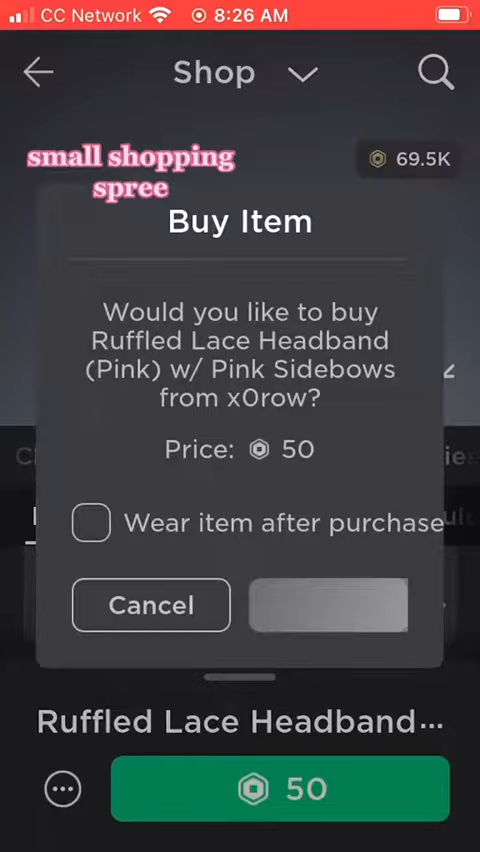 CC Network 8:26 AM
Shop
small shopping
spree
69.5K
Buy Item
Would you like to buy
Ruffled Lace Headband
(Pink) w/ Pink Sidebows
from x0row?
Price: 50
Wear item after purchase
Cancel
Ruffled Lace Headband...
50